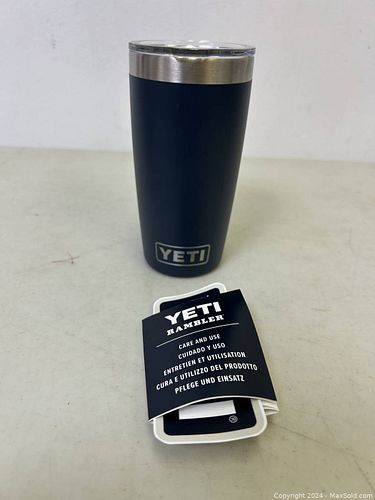 YETI
YETI
RAMBLER
CARE AND USE
CUIDADO Y USO
ENTRETIEN ET UTILISATION
CURA E UTILIZZO DEL PRODOTTO
PFLEGE UND EINSATZ
Copyright 2024 - MaxSold.com